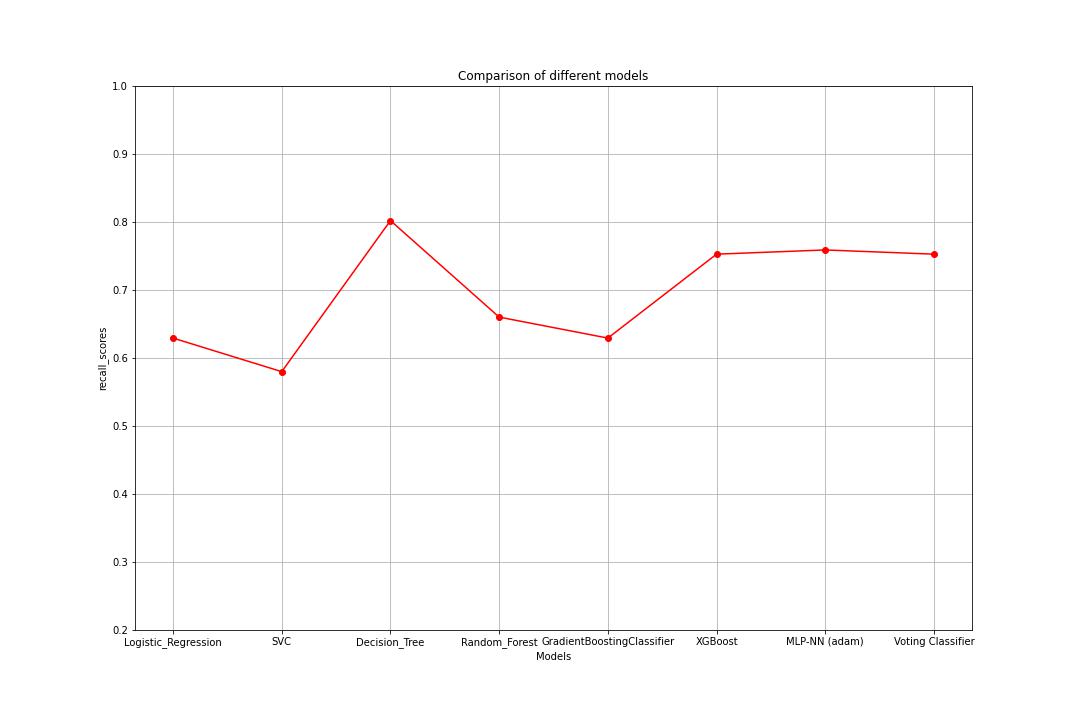 Comparison of different models
1.0
0.9
0.8
0.7
0.6
0.5
0.4
0.3
0.2
recall_scores
Logistic_Regression SVC Decision_Tree Random_Forest GradientBoostingClassifier XGBoost MLP-NN (adam) Voting Classifier
Models